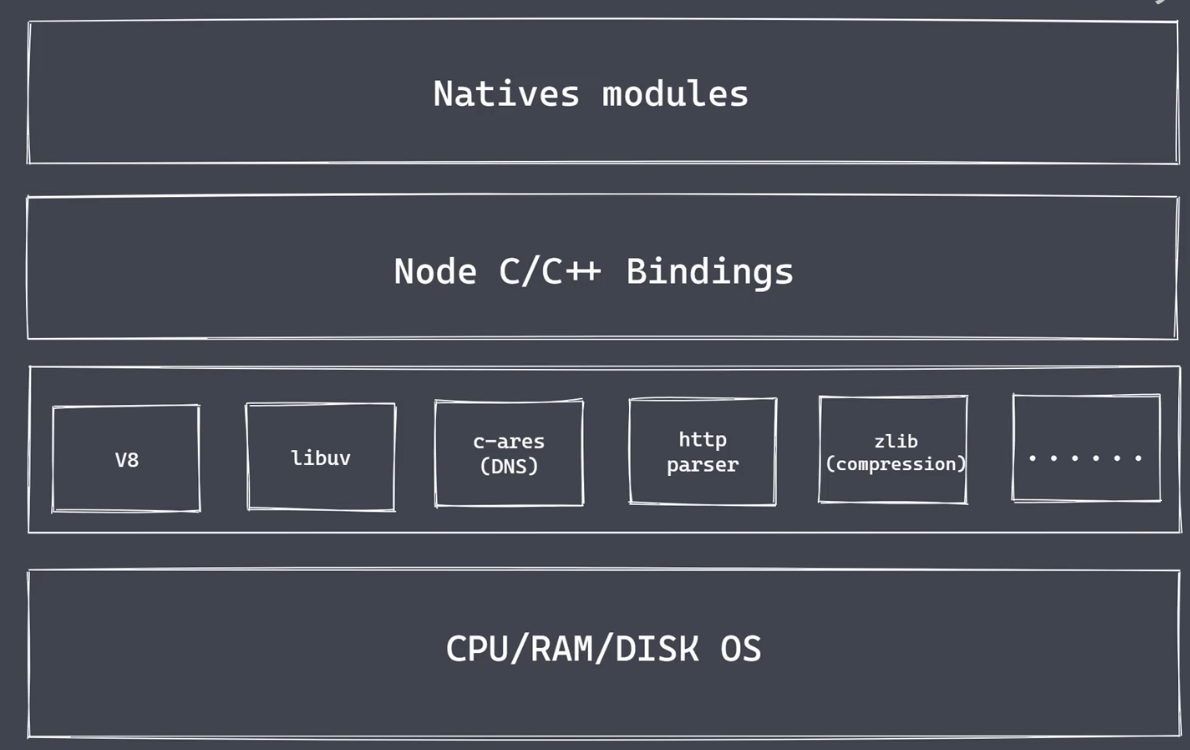 Natives modules
Node C/C++ Bindings
V8
libuv
c-ares
(DNS)
http
parser
zlib
(compression)
......
CPU/RAM/DISK OS